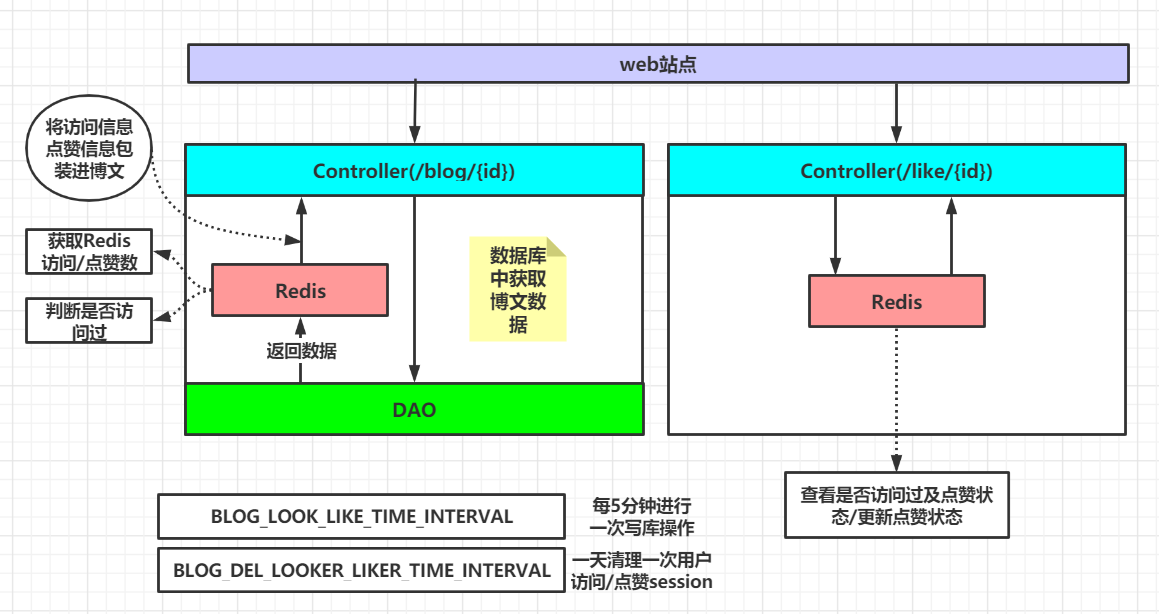 web站点
将访问信息
点赞信息包
装进博文
Controller(/blog/{id})
Controller(/like/{id})
获取Redis
访问/点赞数
数据库
中获取
博文数
据
Redis
Redis
判断是否访
问过
返回数据
DAO
查看是否访问过及点赞状
态/更新点赞状态
BLOG_LOOK_LIKE_TIME_INTERVAL
每5分钟进行
一次写库操作
BLOG_DEL_LOOKER_LIKER_TIME_INTERVAL
一天清理一次用户
访问/点赞session